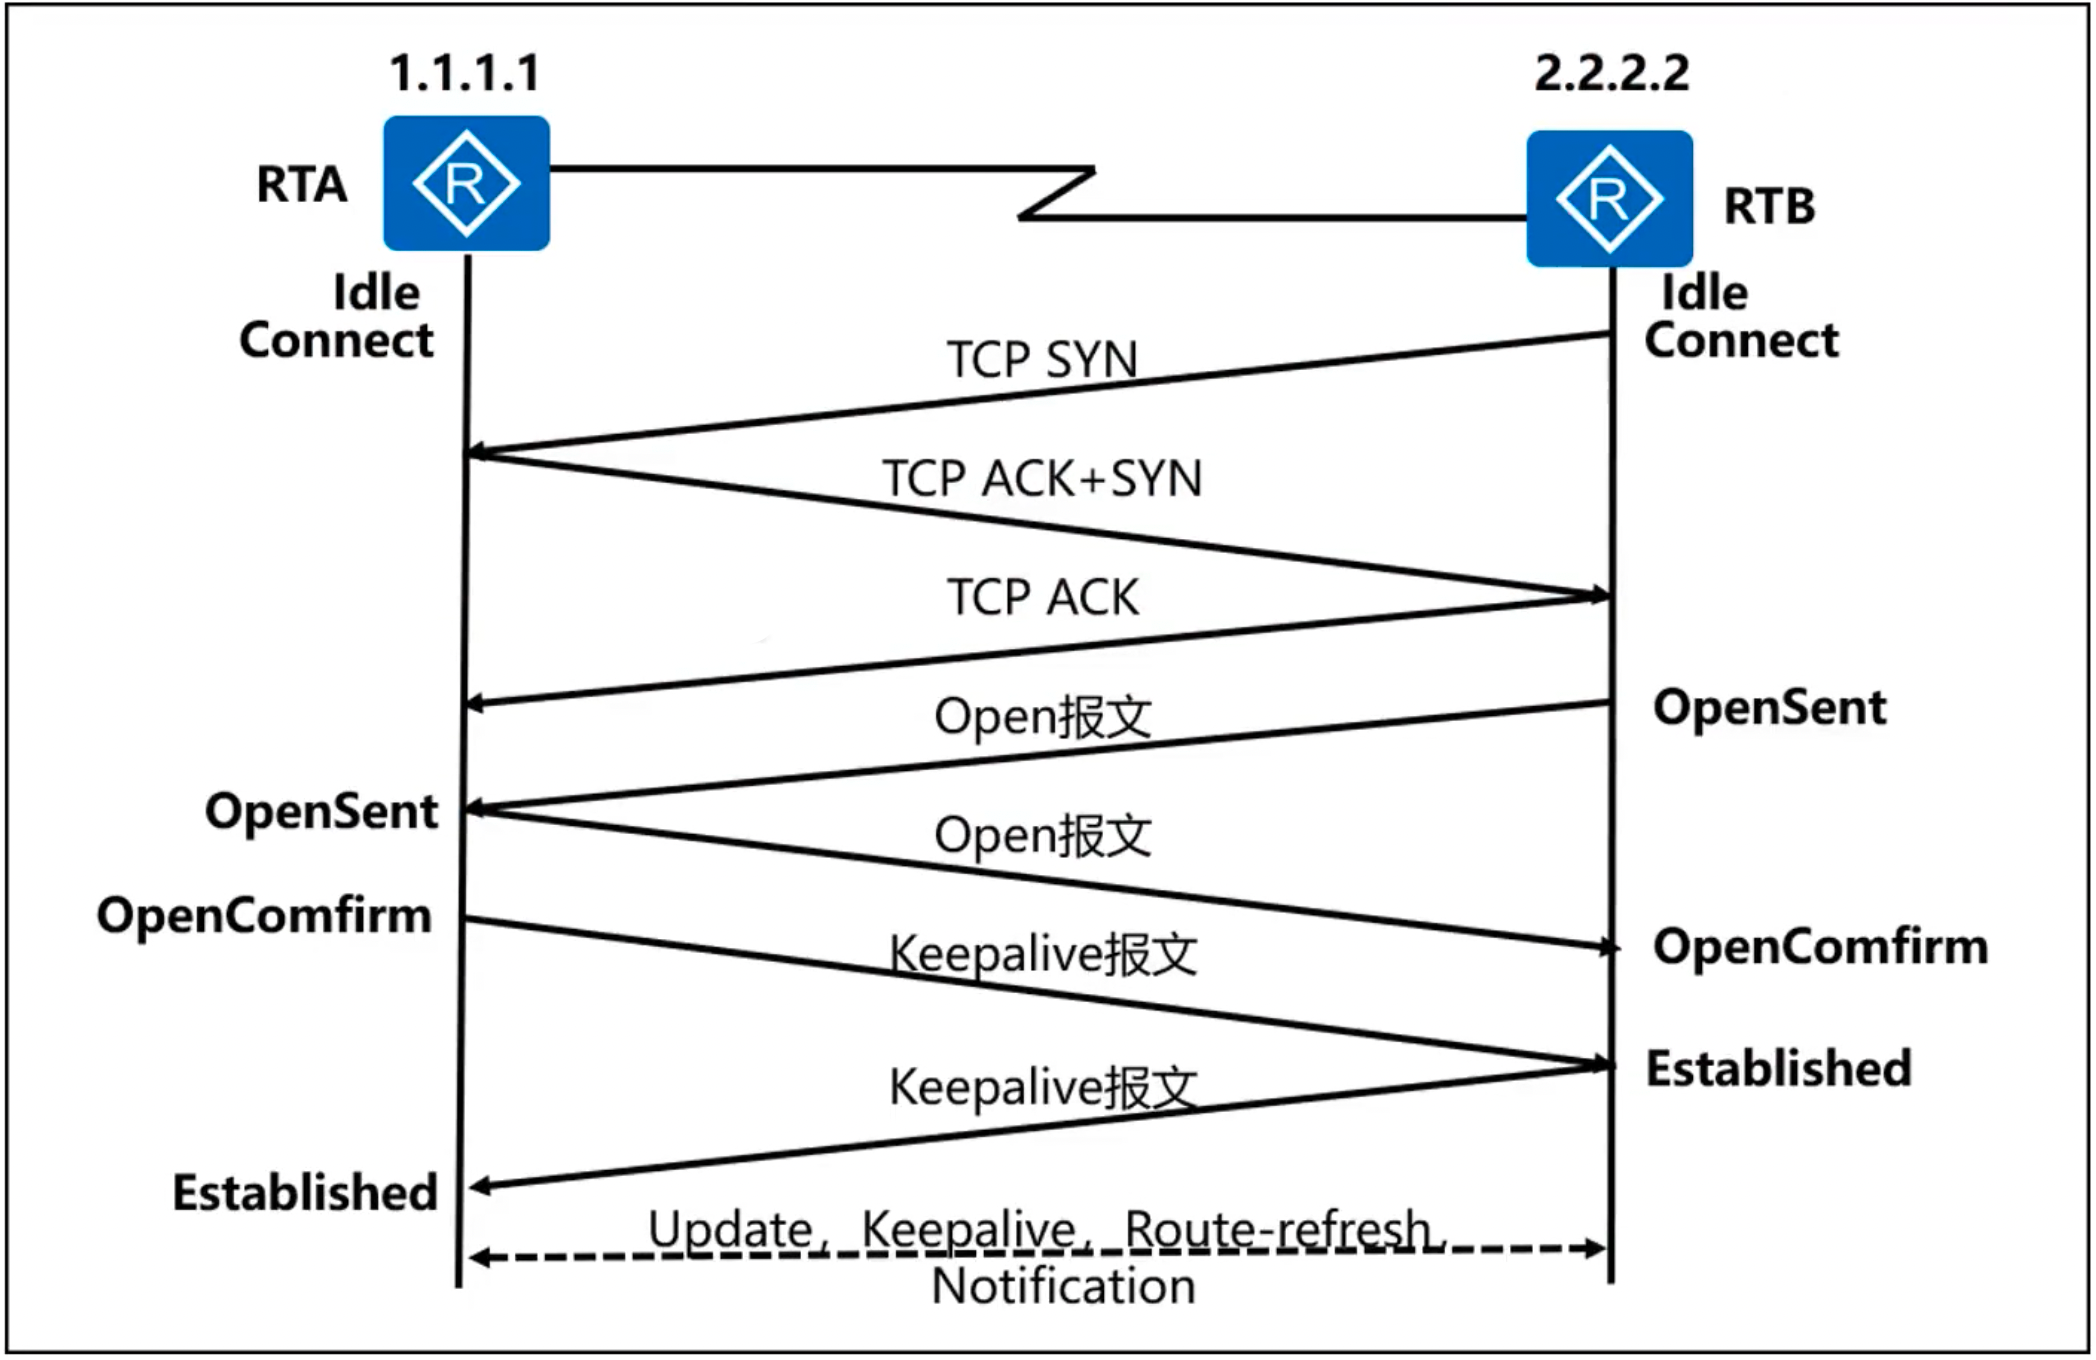 1.1.1.1
2.2.2.2
RTA
R
R
RTB
Idle
Connect
Idle
Connect
TCP SYN
TCP ACK+SYN
TCP ACK
Open报文
OpenSent
OpenSent
Open报文
OpenComfirm
OpenComfirm
Keepalive报文
Established
Keepalive报文
Established
Update，Keepalive，Route-refresh，
Notification